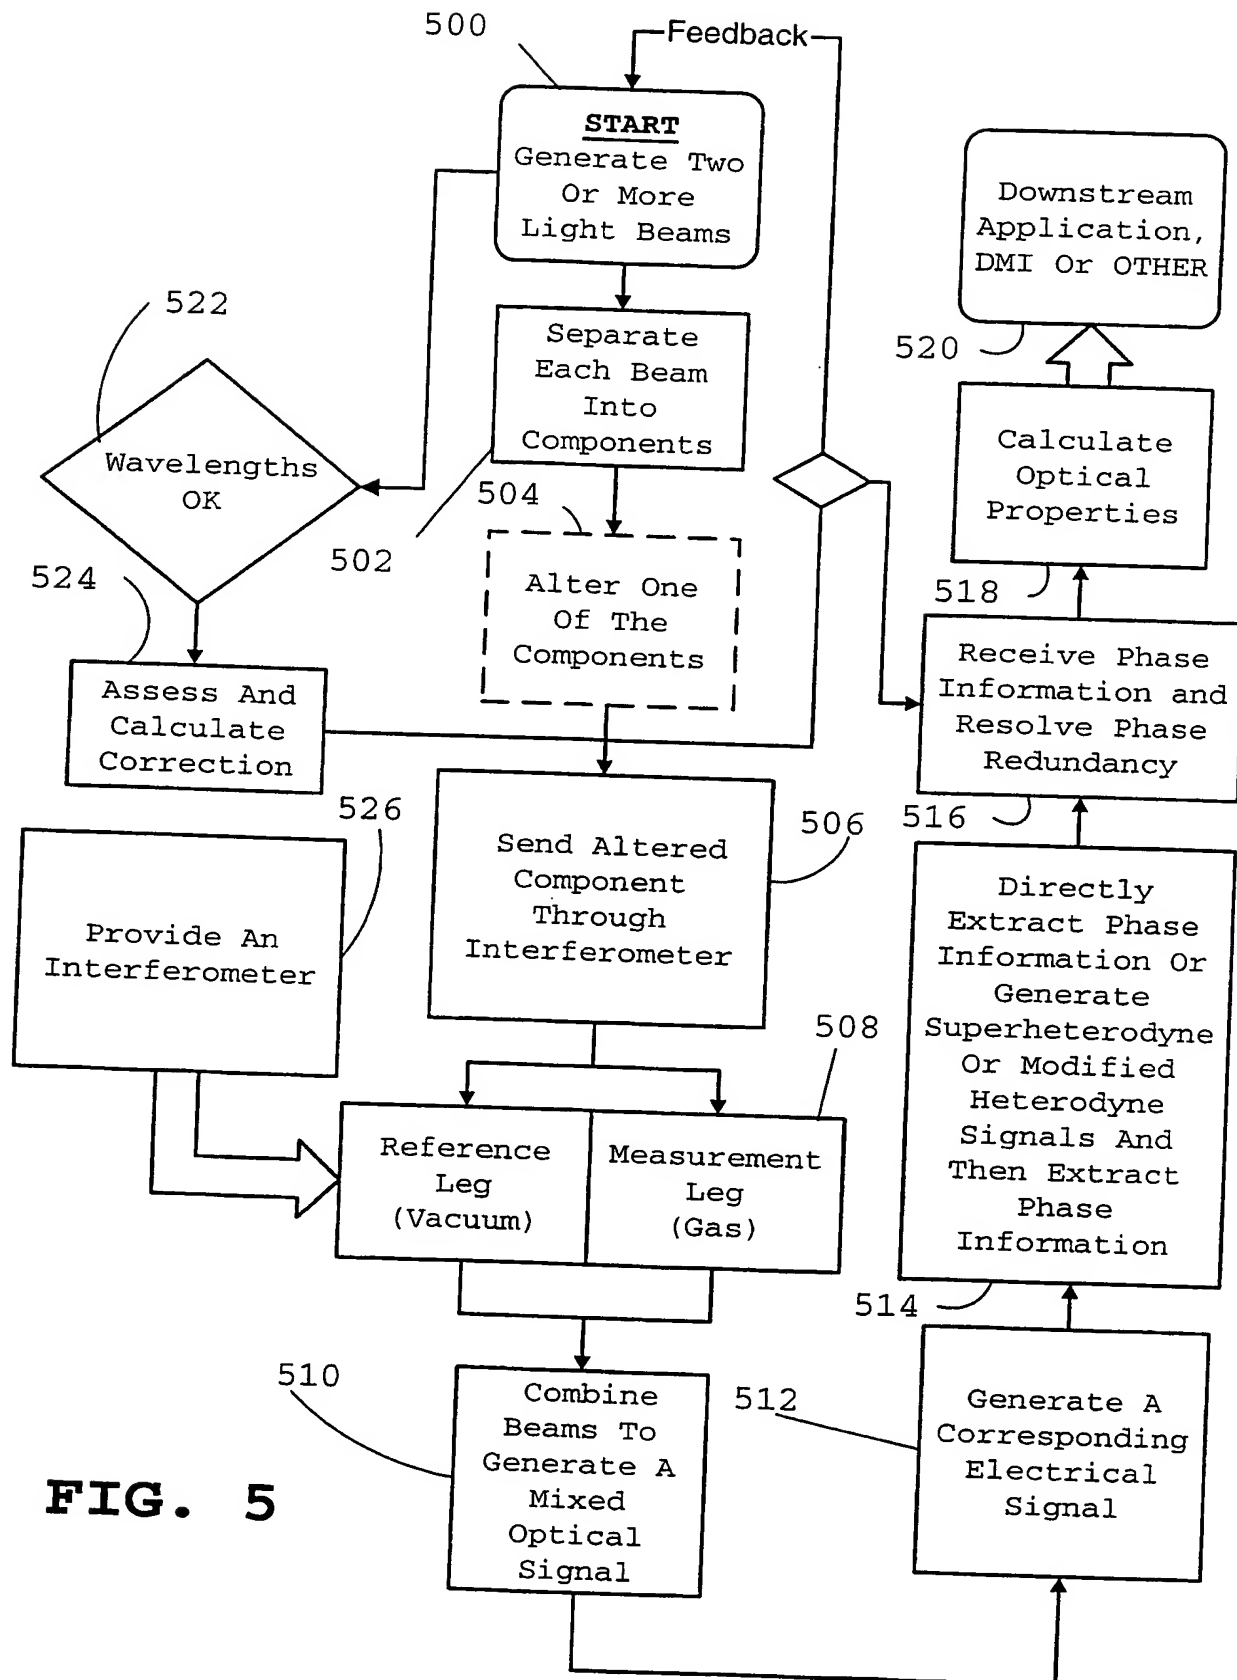 500
Feedback
START
Generate Two
Or More
Light Beams
Downstream
Application,
DMI Or OTHER
520
522
Separate
Each Beam
Into
Components
Wavelengths
OK
502
504
Calculate
Optical
Properties
518
524
Alter One
Of The
Components
Assess And
Calculate
Correction
Receive Phase
Information and
Resolve Phase
Redundancy
516
526
506
Provide An
Interferometer
Send Altered
Component
Through
Interferometer
508
Directly
Extract Phase
Information Or
Generate
Superheterodyne
Or Modified
Heterodyne
Signals And
Then Extract
Phase
Information
514
Reference
Leg
(Vacuum)
Measurement
Leg
(Gas)
510
Combine
Beams To
Generate A
Mixed
Optical
Signal
512
Generate A
Corresponding
Electrical
Signal
FIG. 5